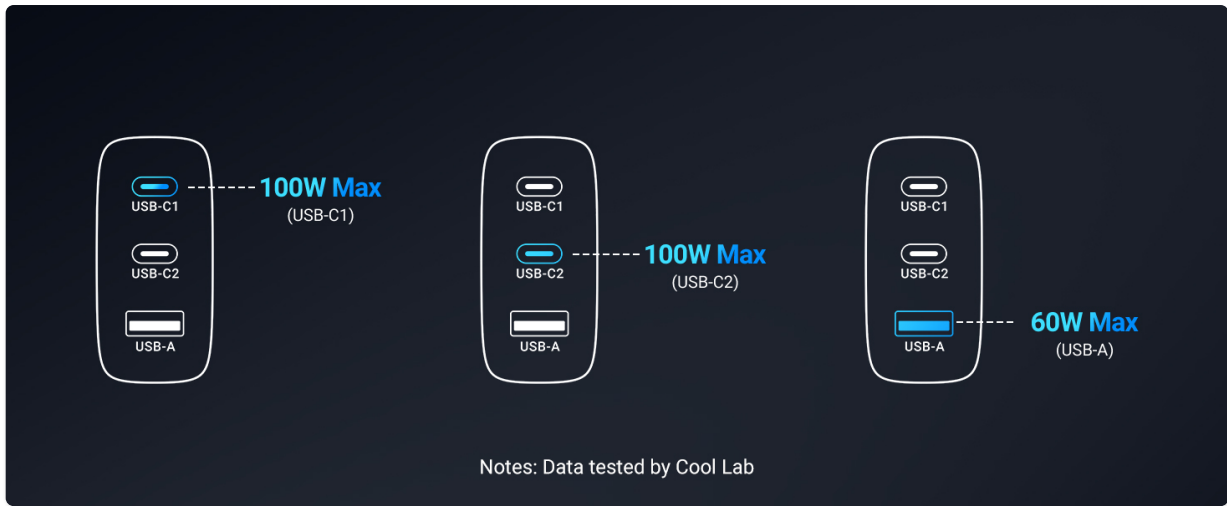 USB-C1
100W Max
(USB-C1)
USB-C2
USB-A
USB-C1
USB-C2
100W Max
(USB-C2)
USB-A
USB-C1
USB-C2
USB-A
60W Max
(USB-A)
Notes: Data tested by Cool Lab